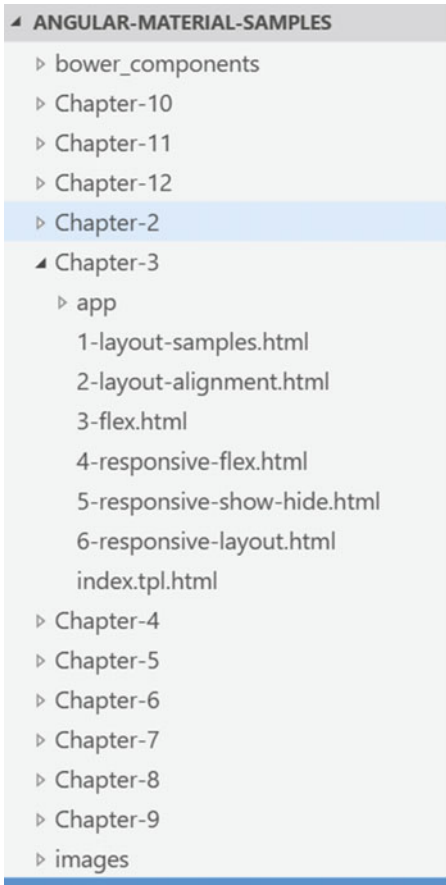 ANGULAR-MATERIAL-SAMPLES
bower_components
Chapter-10
Chapter-11
Chapter-12
Chapter-2
Chapter-3
app
1-layout-samples.html
2-layout-alignment.html
3-flex.html
4-responsive-flex.html
5-responsive-show-hide.html
6-responsive-layout.html
index.tpl.html
Chapter-4
Chapter-5
Chapter-6
Chapter-7
Chapter-8
Chapter-9
images